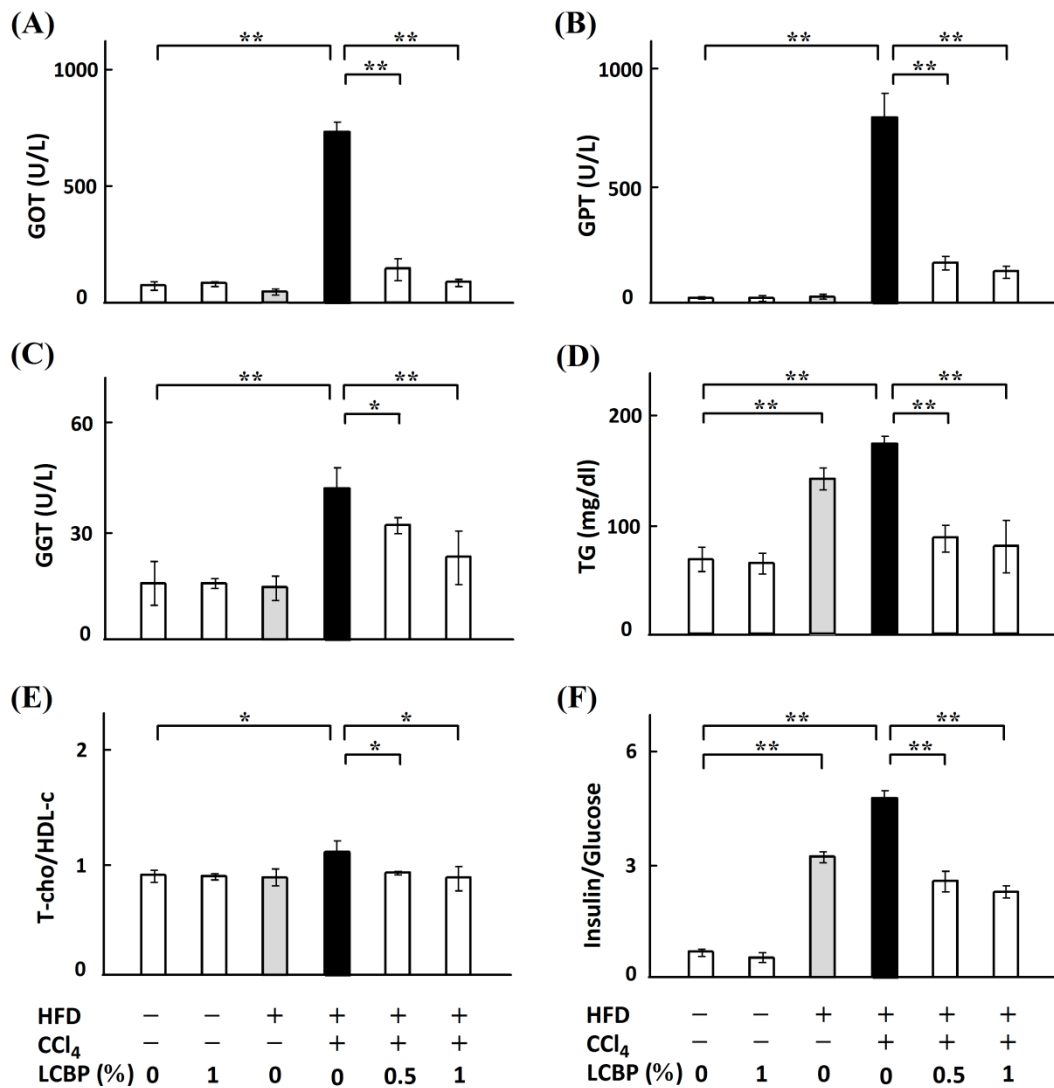 (A)
**
**
**
1000
500
0
GOT (U/L)
(B)
**
**
**
1000
500
0
GPT (U/L)
(C)
**
**
*
60
30
0
GGT (U/L)
(D)
**
**
**
**
200
100
0
TG (mg/dl)
(E)
*
*
*
2
1
0
T-cho/HDL-c
(F)
**
**
**
**
6
3
0
Insulin/Glucose
HFD − − + + + +
CCl₄ − − − + + +
LCBP (%) 0 1 0 0 0.5 1
HFD − − + + + +
CCl₄ − − − + + +
LCBP (%) 0 1 0 0 0.5 1